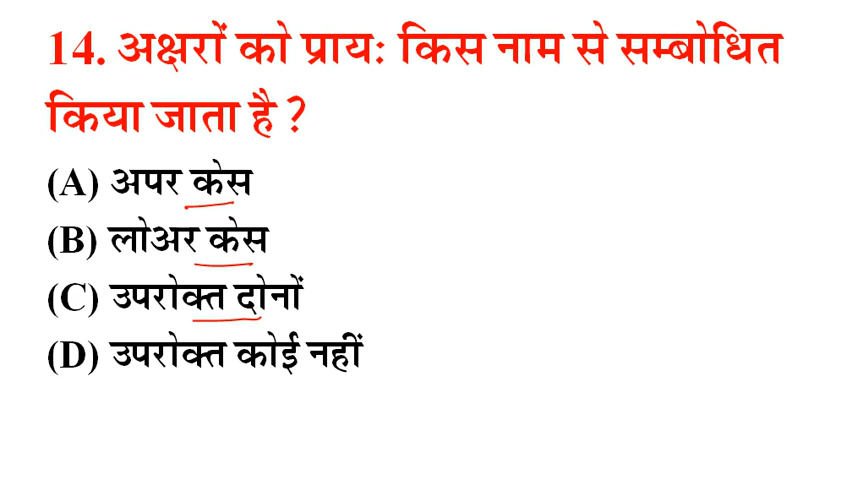 14. अक्षरों को प्रायः किस नाम से सम्बोधित
किया जाता है ?
(A) अपर केस
(B) लोअर केस
(C) उपरोक्त दोनों
(D) उपरोक्त कोई नहीं